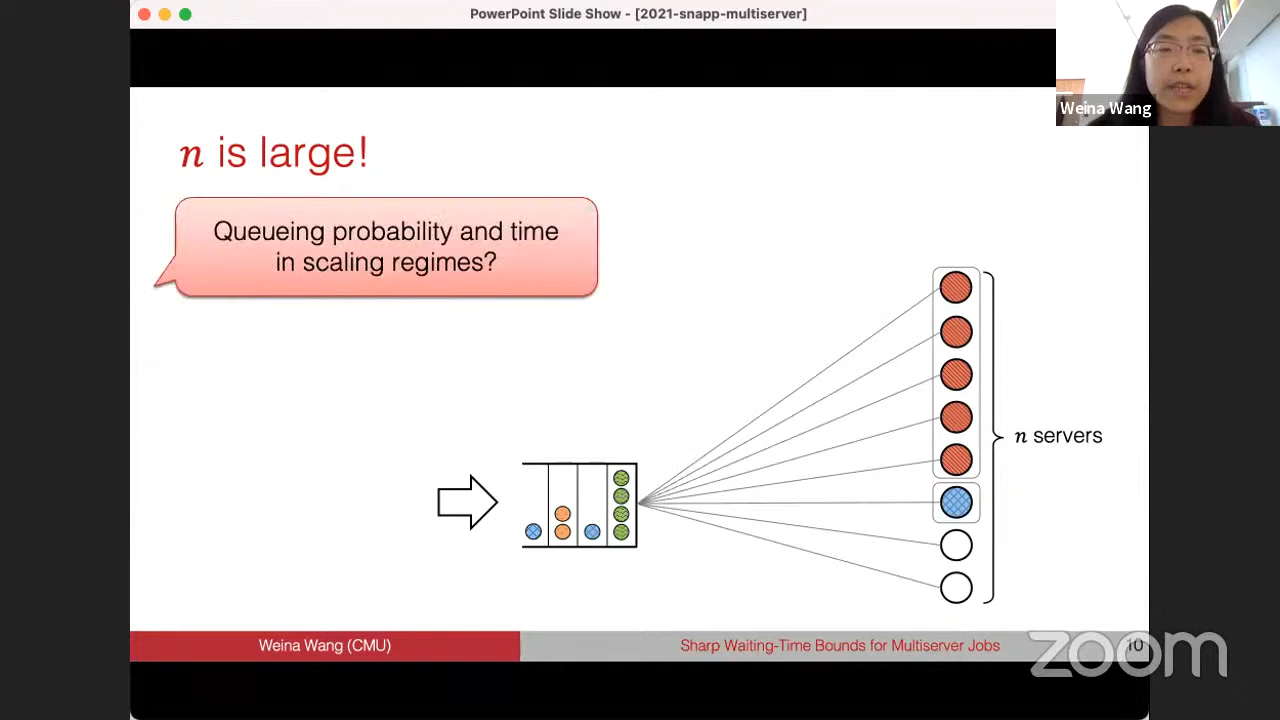 PowerPoint Slide Show - [2021-snapp-multiserver]
Weina Wang
n is large!
Queueing probability and time
in scaling regimes?
n servers
Weina Wang (CMU)
Sharp Waiting-Time Bounds for Multiserver Jobs
10
zoom